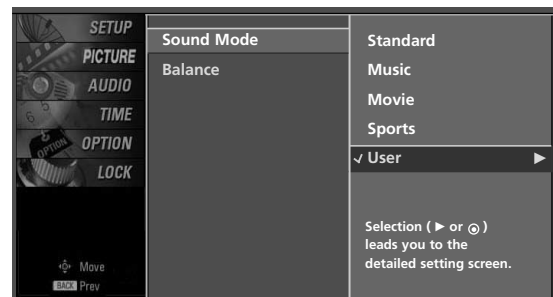 SETUP
PICTURE
AUDIO
TIME
OPTION
LOCK
Move
BACK Prev
Sound Mode
Balance
Standard
Music
Movie
Sports
✓ User ►
Selection ( ► or ◉ )
leads you to the
detailed setting screen.